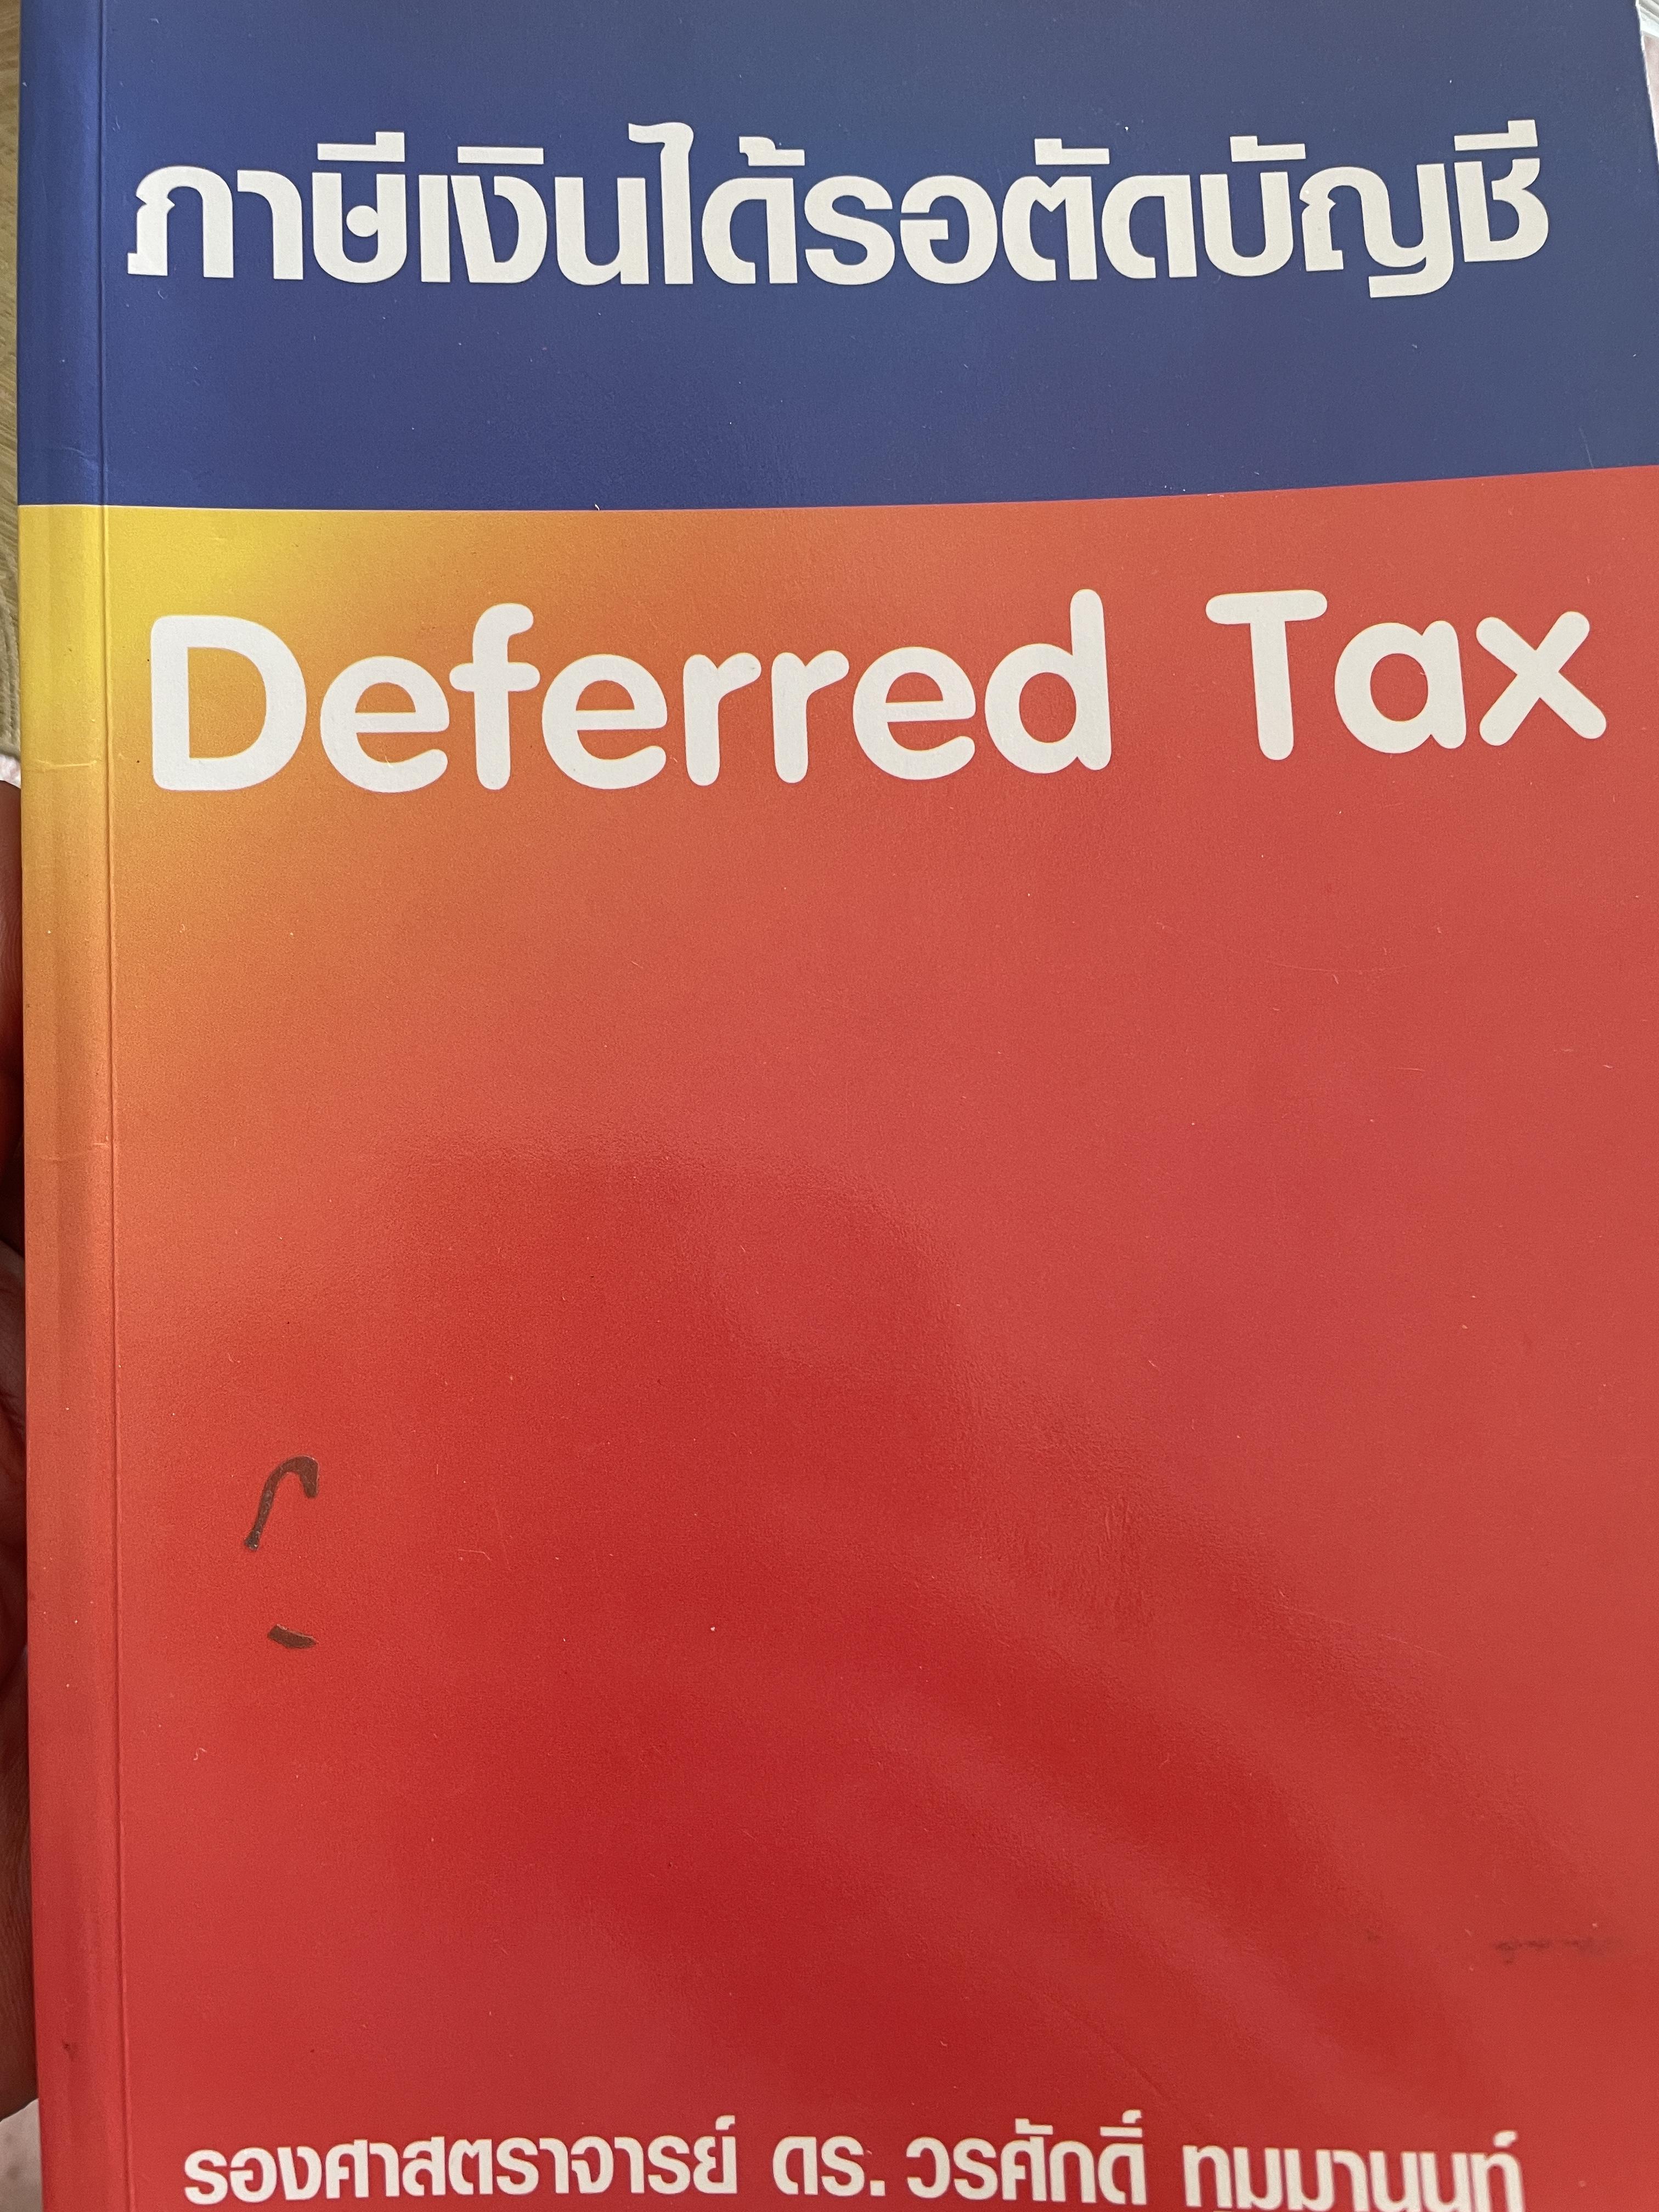 ภาษีเงินได้รอตัดบัญชี
Deferred Tax
รองศาสตราจารย์ ดร. วรศักดิ์ ทุมมานนท์